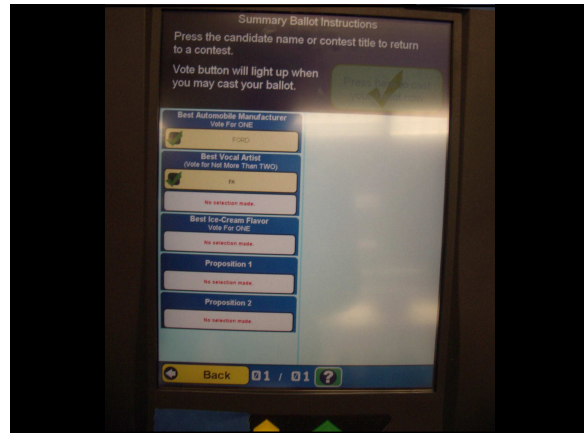 Summary Ballot Instructions
Press the candidate name or contest title to return
to a contest.
Vote button will light up when
you may cast your ballot.
Best Automobile Manufacturer
Vote For ONE
FORD
Best Vocal Artist
(Vote for Not More Than TWO)
No selection made.
Best Ice-Cream Flavor
Vote For ONE
No selection made.
Proposition 1
No selection made.
Proposition 2
No selection made.
Back 01 / 01 ?